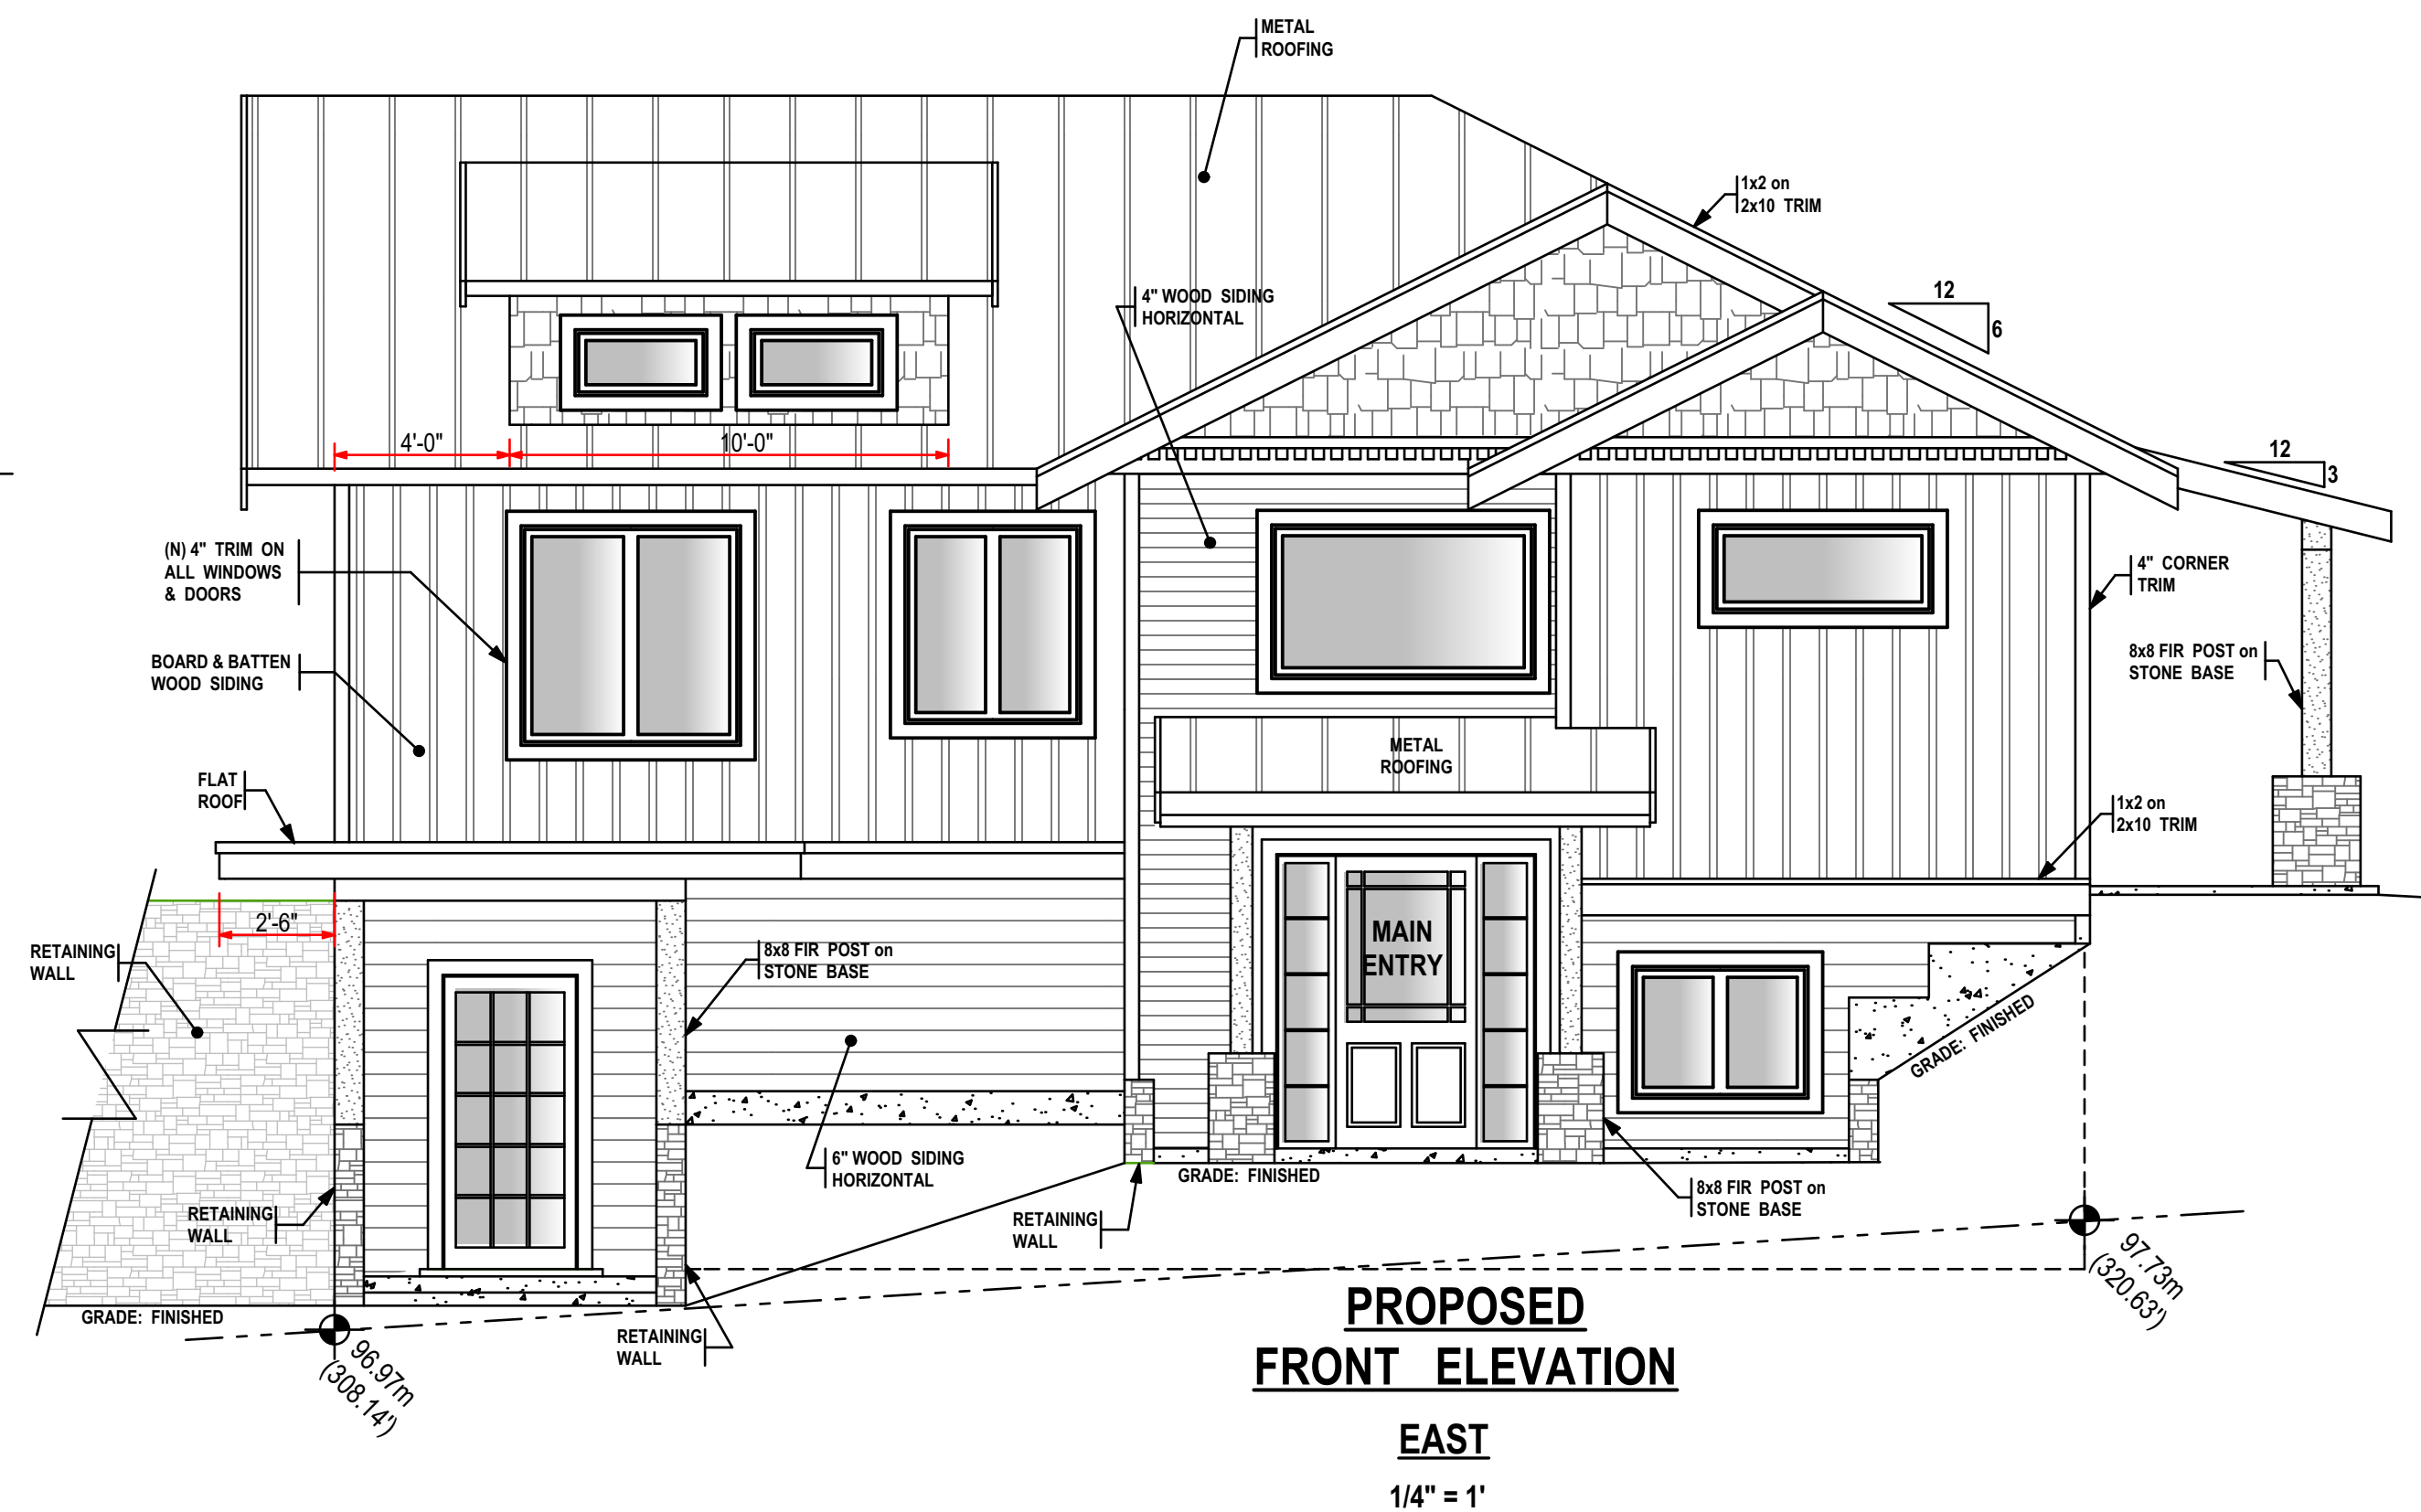 METAL
ROOFING
1x2 on
2x10 TRIM
12
6
4" WOOD SIDING
HORIZONTAL
4'-0"
10'-0"
12
3
(N) 4" TRIM ON
ALL WINDOWS
& DOORS
4" CORNER
TRIM
BOARD & BATTEN
WOOD SIDING
8x8 FIR POST on
STONE BASE
METAL
ROOFING
FLAT
ROOF
1x2 on
2x10 TRIM
2'-6"
RETAINING
WALL
8x8 FIR POST on
STONE BASE
MAIN
ENTRY
GRADE: FINISHED
6" WOOD SIDING
HORIZONTAL
GRADE: FINISHED
RETAINING
WALL
RETAINING
WALL
8x8 FIR POST on
STONE BASE
GRADE: FINISHED
RETAINING
WALL
96.97m
(308.14')
97.73m
(320.63')
PROPOSED
FRONT ELEVATION
EAST
1/4" = 1'